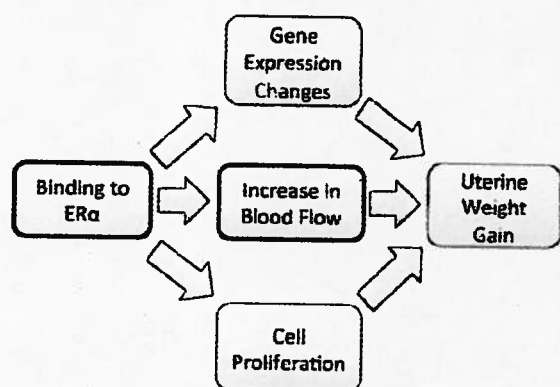 Gene
Expression
Changes
Binding to
ERα
Increase in
Blood Flow
Uterine
Weight
Gain
Cell
Proliferation